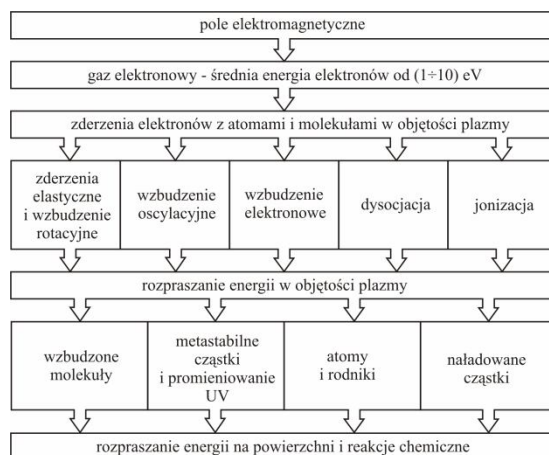 pole elektromagnetyczne
gaz elektronowy - średnia energia elektronów od (1÷10) eV
zderzenia elektronów z atomami i molekułami w objętości plazmy
zderzenia
elastyczne
i wzbudzenie
rotacyjne
wzbudzenie
oscylacyjne
wzbudzenie
elektronowe
dysocjacja
jonizacja
rozpraszanie energii w objętości plazmy
wzbudzone
molekuły
metastabilne
cząstki
i promieniowanie
UV
atomy
i rodniki
naładowane
cząstki
rozpraszanie energii na powierzchni i reakcje chemiczne